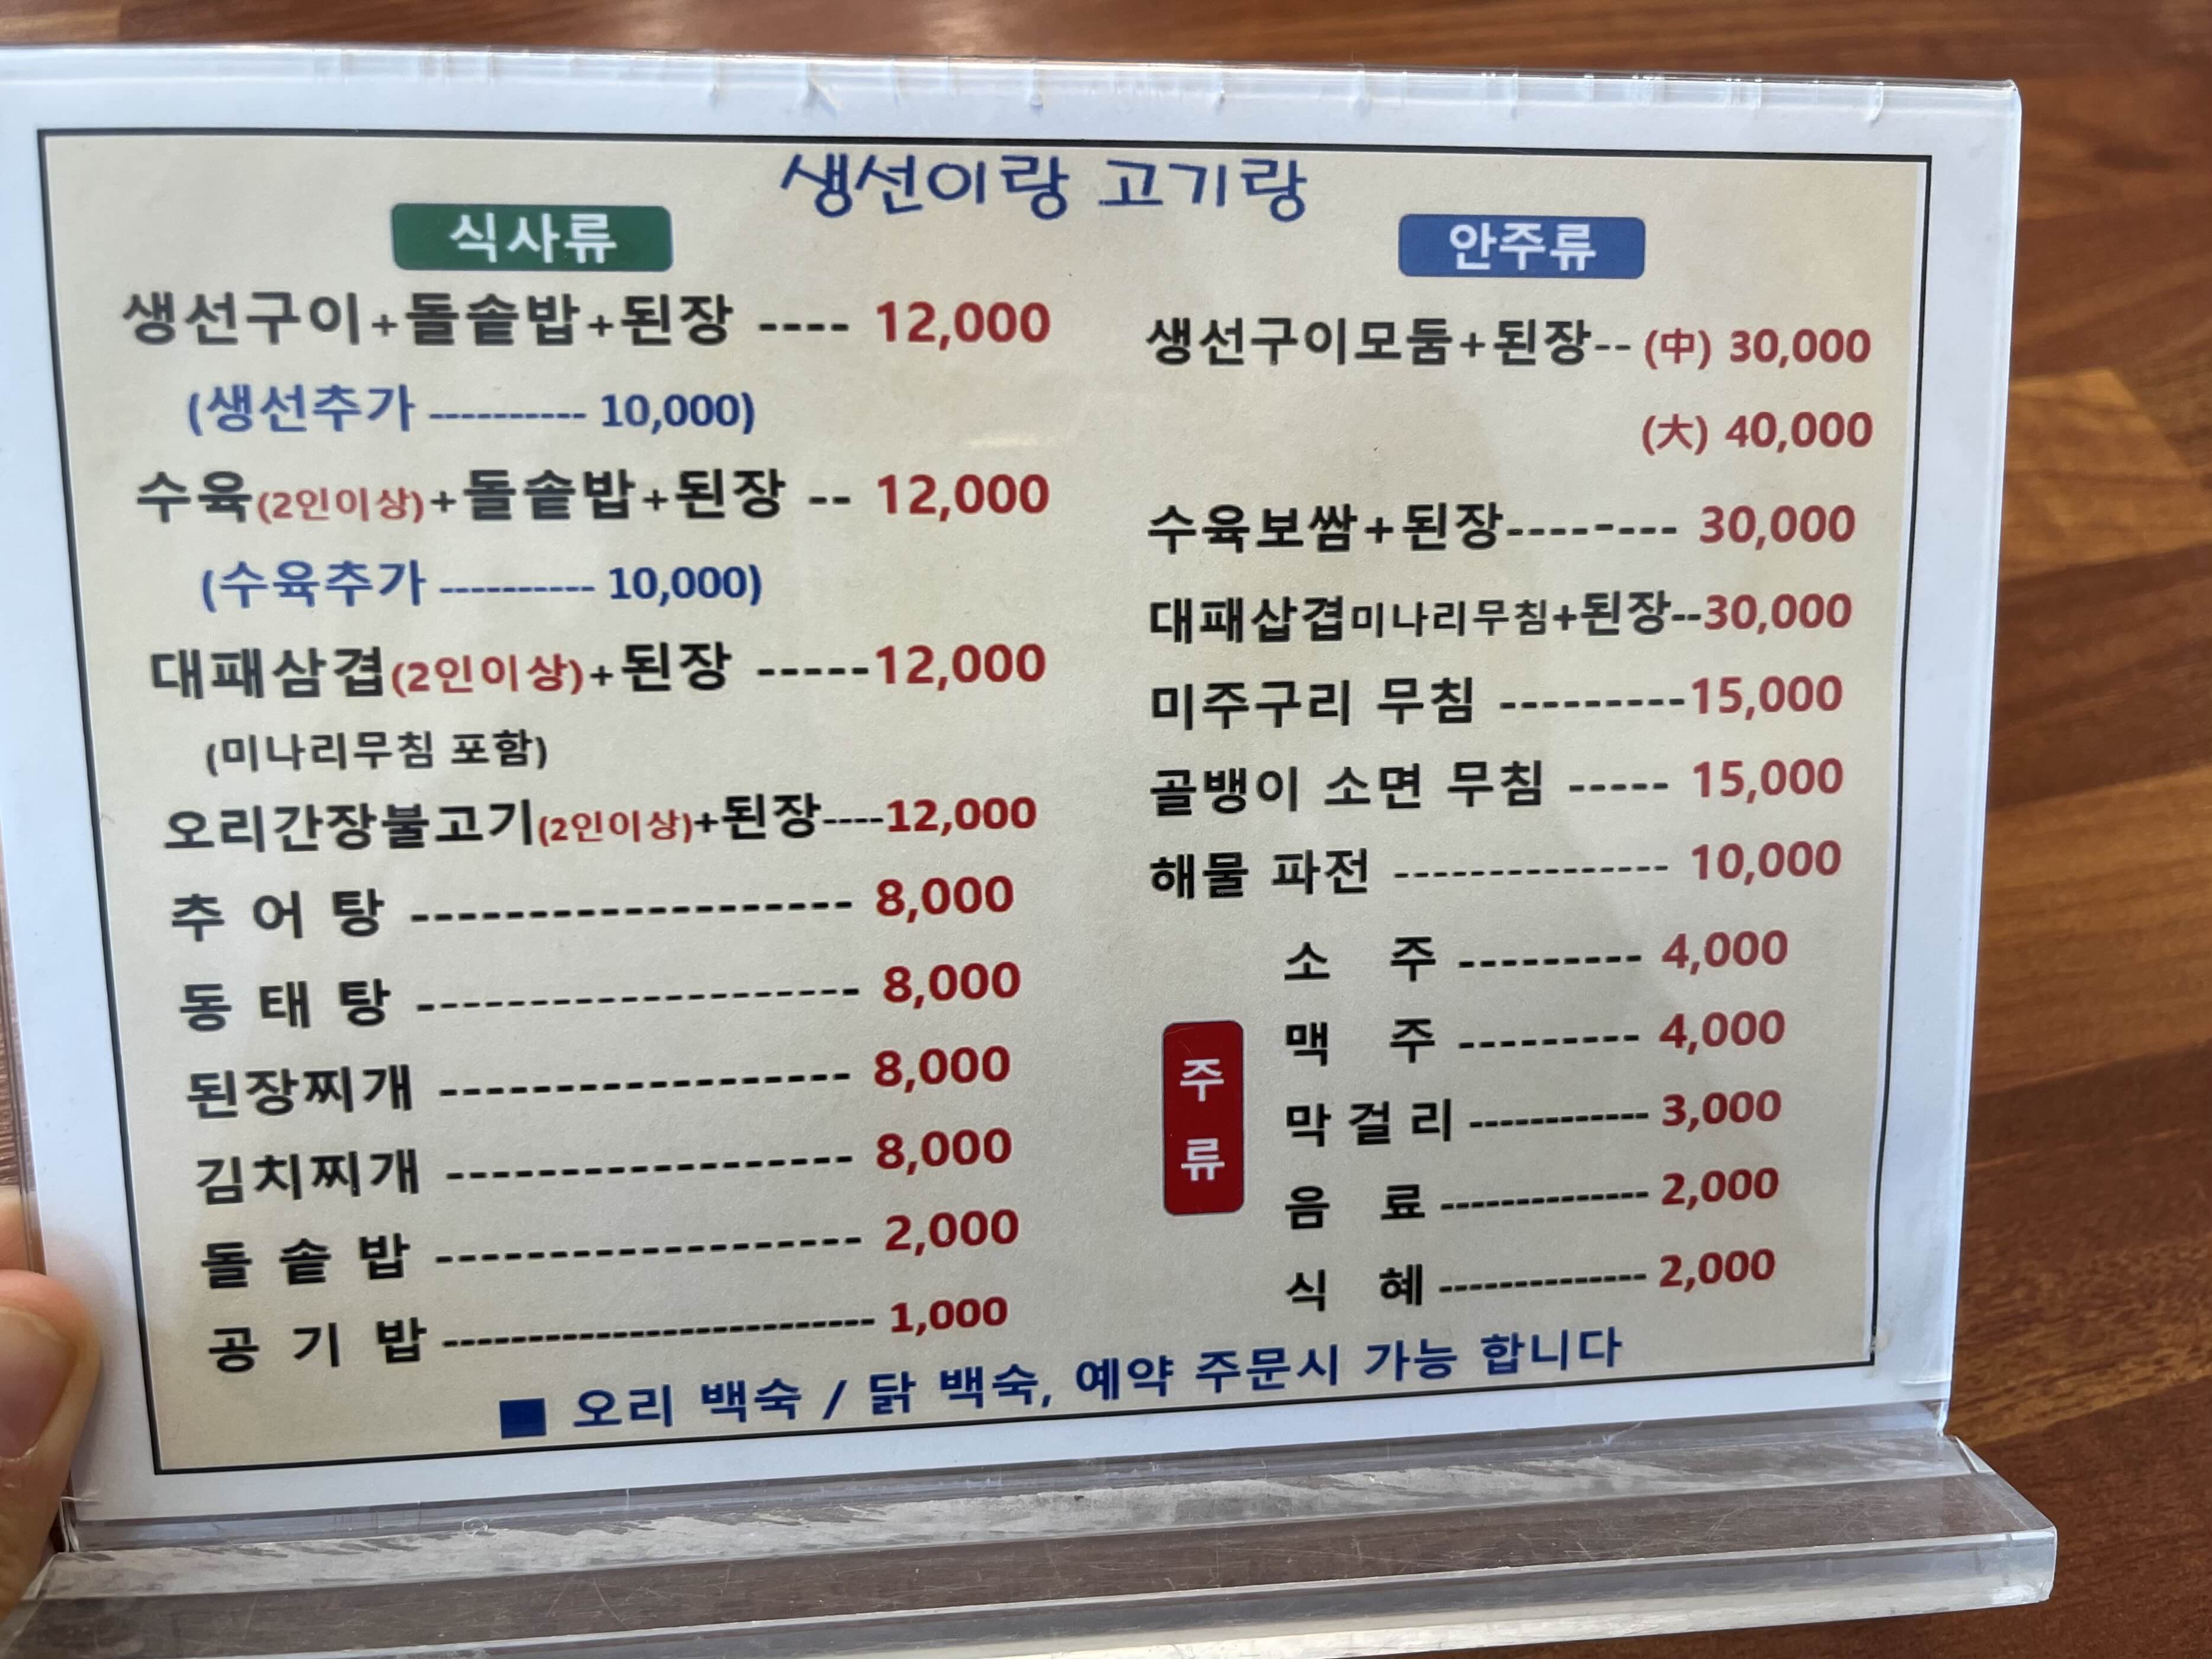 생선이랑 고기랑
식사류
생선구이+돌솥밥+된장 ---- 12,000
(생선추가 ---------- 10,000)
수육(2인이상)+돌솥밥+된장 -- 12,000
(수육추가 ---------- 10,000)
대패삼겹(2인이상)+된장 -----12,000
(미나리무침 포함)
오리간장불고기(2인이상)+된장----12,000
추 어 탕 ------------------- 8,000
동 태 탕 ------------------- 8,000
된장찌개 ------------------ 8,000
김치찌개 ------------------ 8,000
돌 솥 밥 ------------------ 2,000
공 기 밥 ------------------------- 1,000
안주류
생선구이모둠+된장-- (中) 30,000
(大) 40,000
수육보쌈+된장-------- 30,000
대패삽겹미나리무침+된장--30,000
미주구리 무침 ---------15,000
골뱅이 소면 무침 ----- 15,000
해물 파전 --------------- 10,000
주류
소 주 --------- 4,000
맥 주 --------- 4,000
막 걸 리 ------------ 3,000
음 료 -------------- 2,000
식 혜 -------------- 2,000
■ 오리 백숙 / 닭 백숙, 예약 주문시 가능 합니다